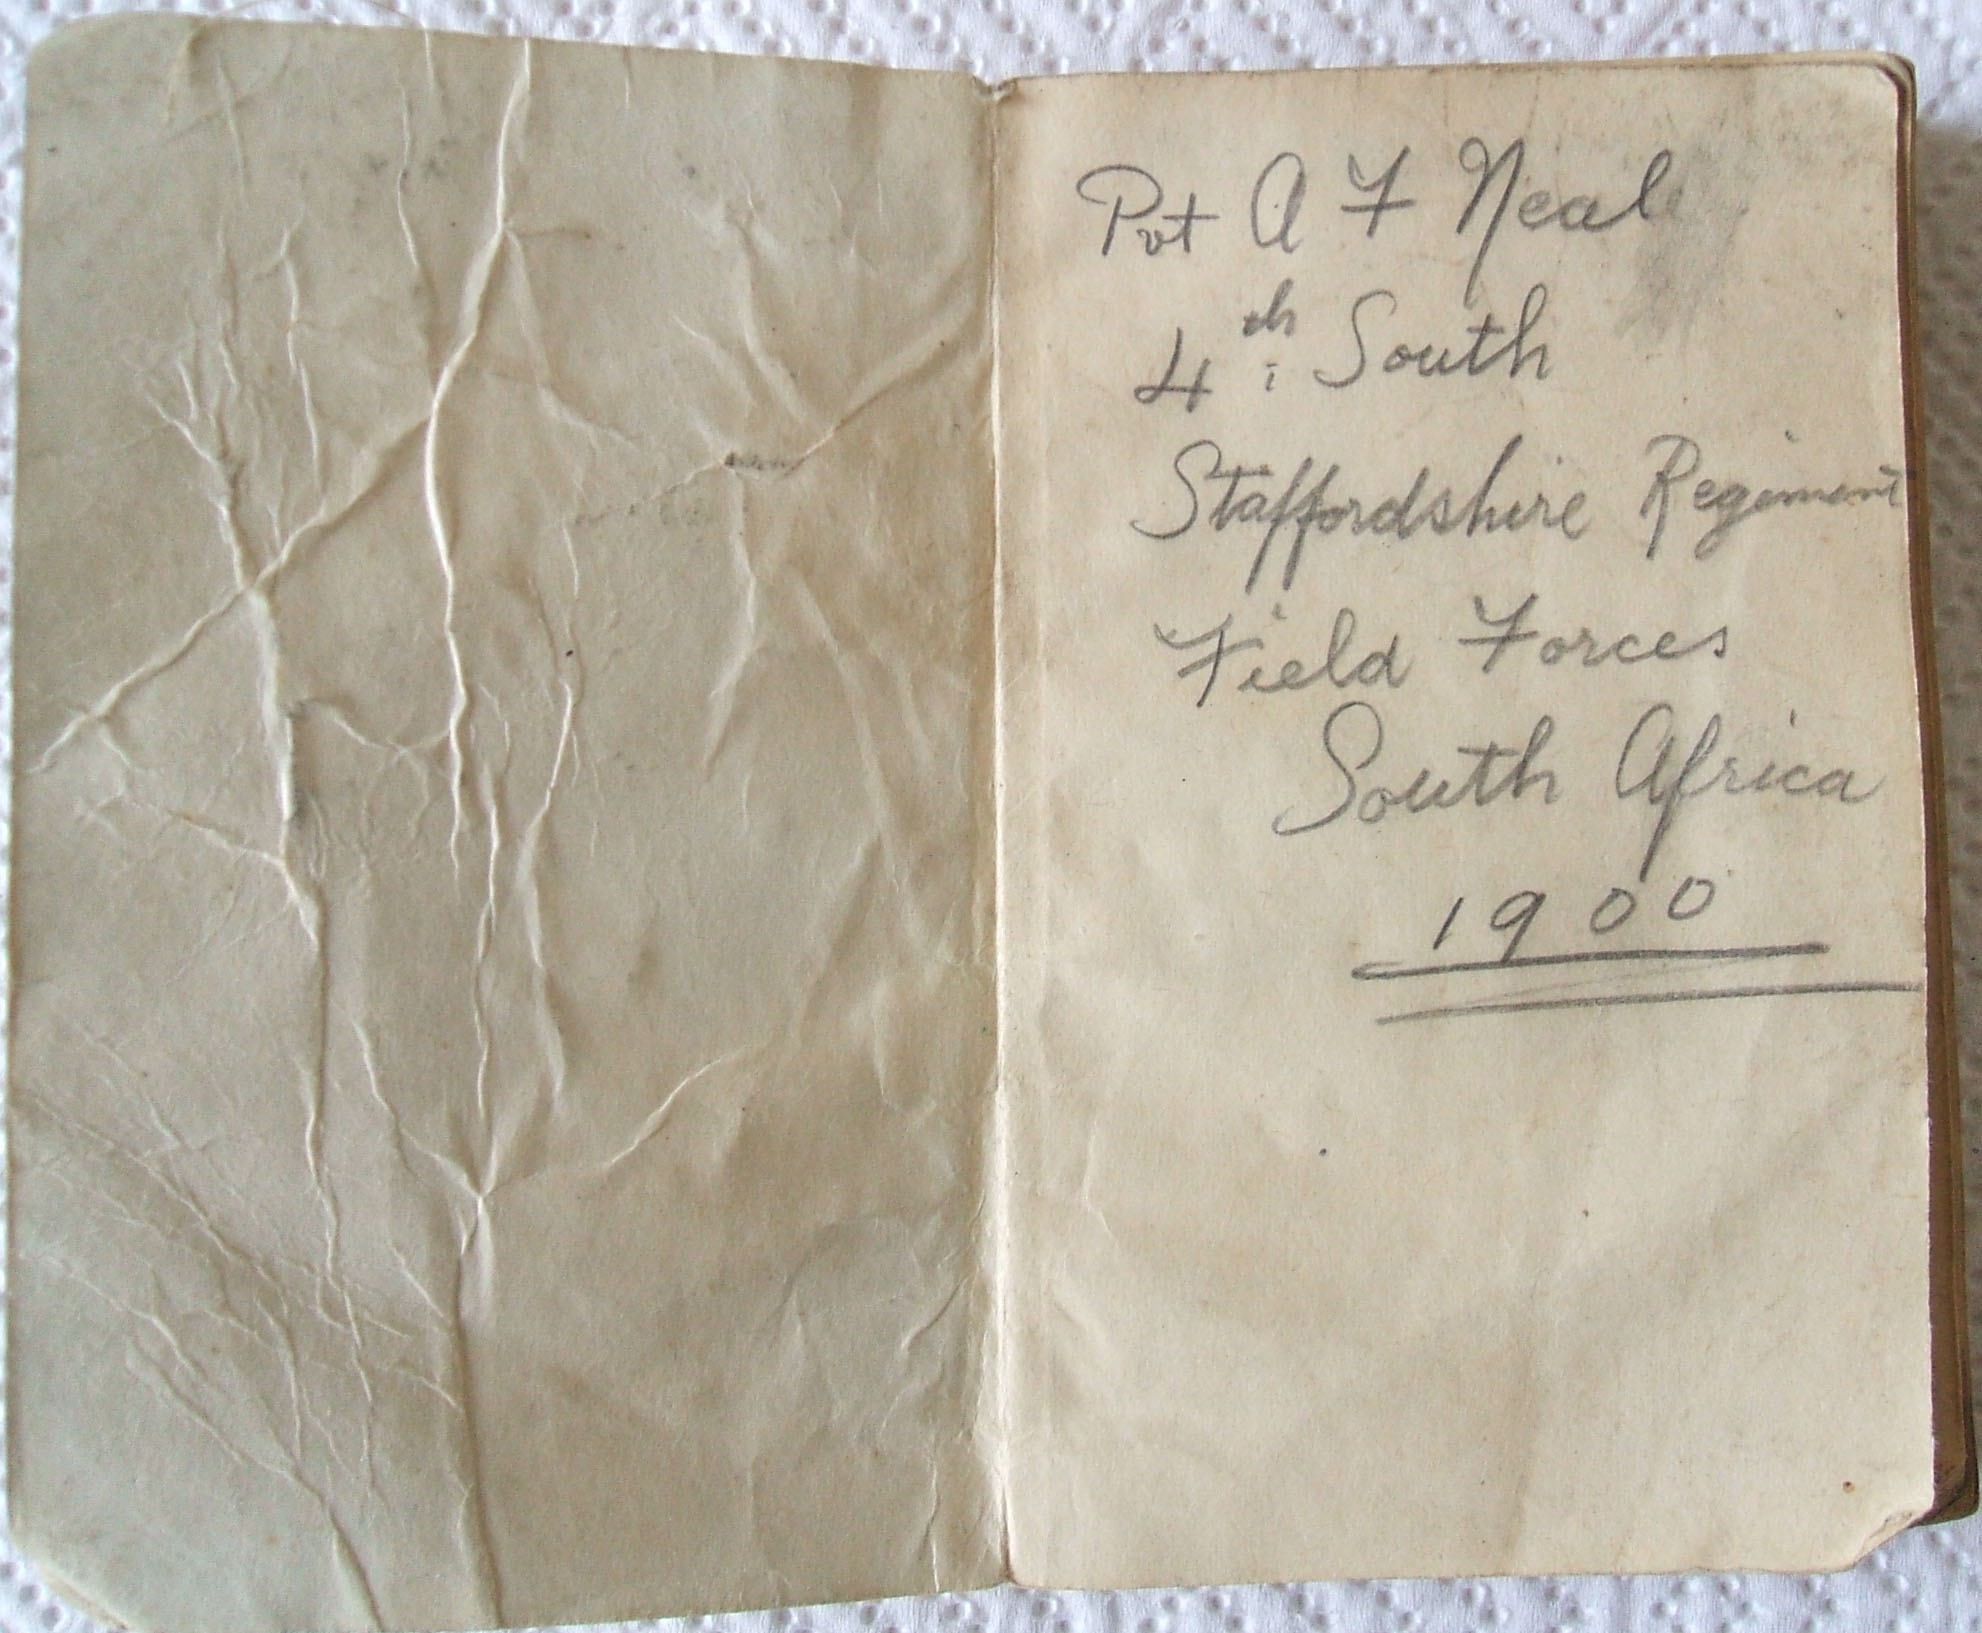 Pvt A F Neal
4th South
Staffordshire Regiment
Field Forces
South Africa
1900